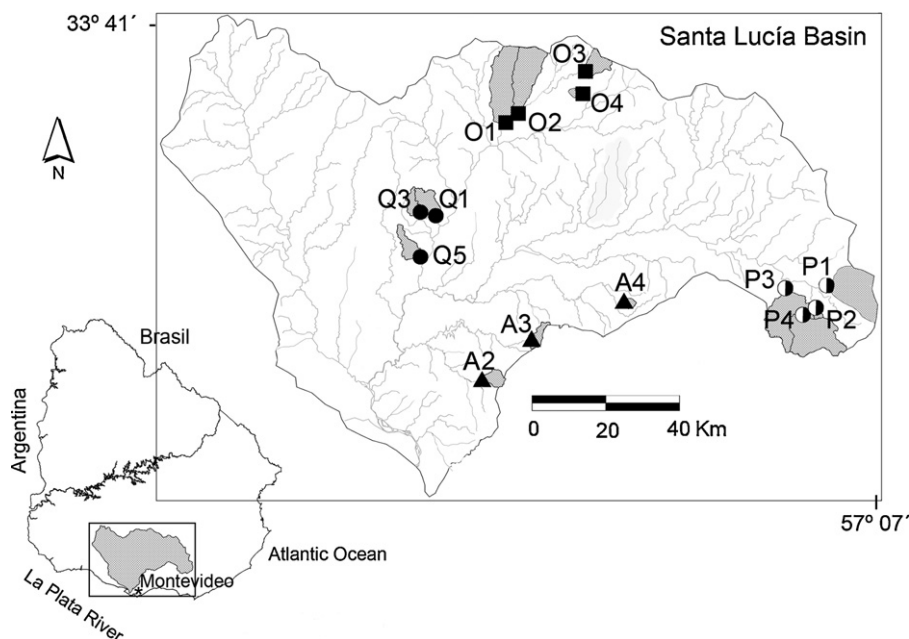 33º 41'
Santa Lucía Basin
O3
O4
O1
O2
N
Q3
Q1
Q5
P3
P1
A4
P4
P2
A3
A2
Brasil
Argentina
0 20 40 Km
57º 07'
Atlantic Ocean
Montevideo
La Plata River